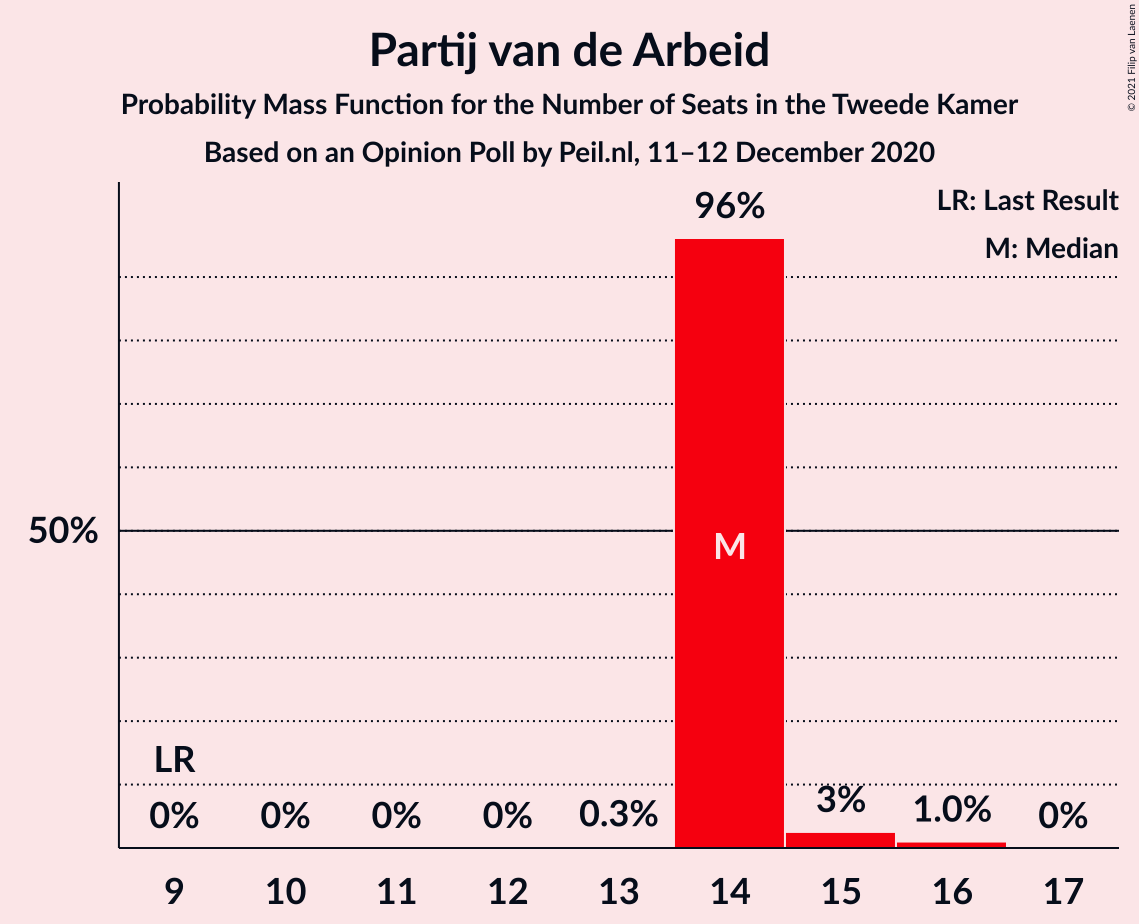 Partij van de Arbeid
Probability Mass Function for the Number of Seats in the Tweede Kamer
Based on an Opinion Poll by Peil.nl, 11–12 December 2020
© 2021 Filip van Laenen
LR: Last Result
M: Median
96%
50%
M
LR
0% 0% 0% 0% 0.3% 3% 1.0% 0%
9 10 11 12 13 14 15 16 17